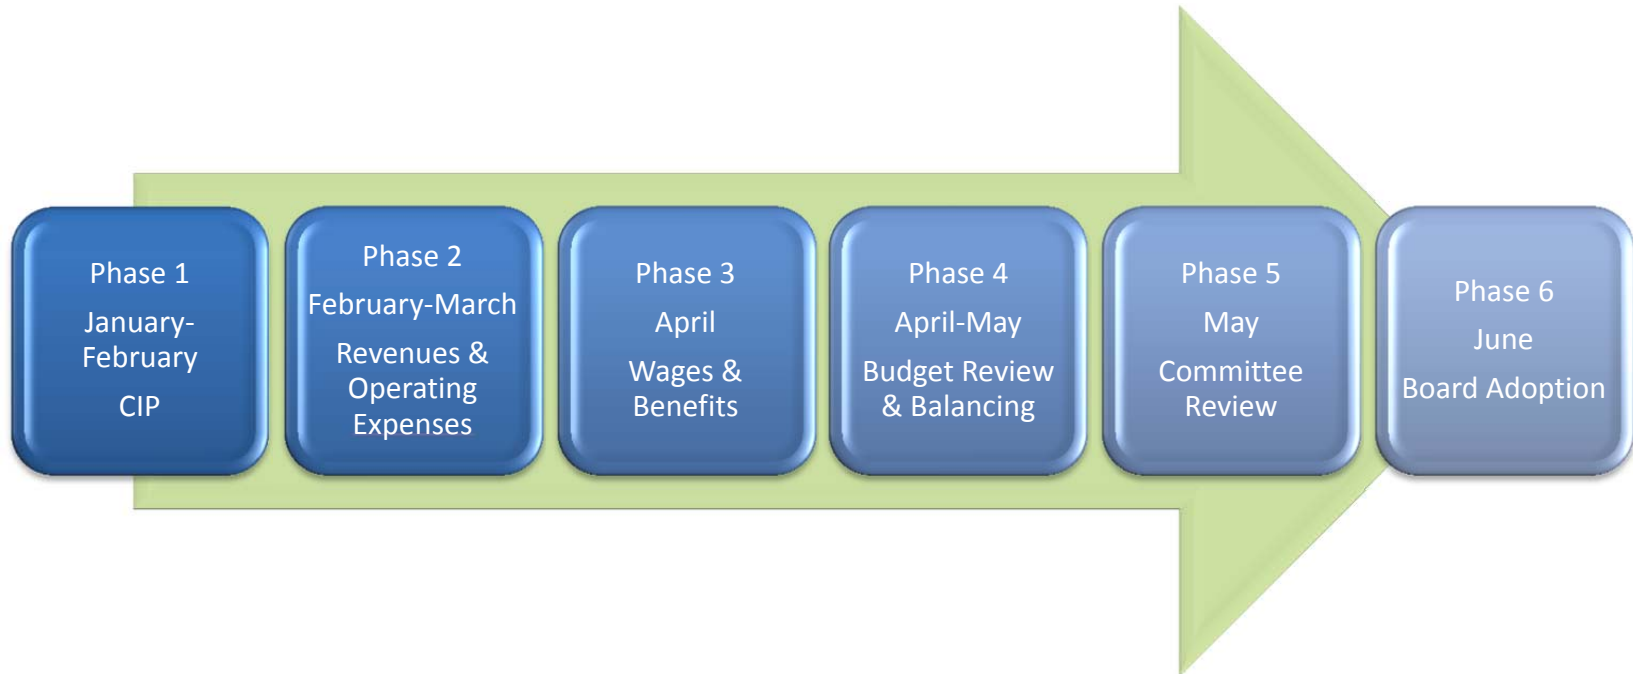 Phase 1
January-
February
CIP
Phase 2
February-March
Revenues &
Operating
Expenses
Phase 3
April
Wages &
Benefits
Phase 4
April-May
Budget Review
& Balancing
Phase 5
May
Committee
Review
Phase 6
June
Board Adoption